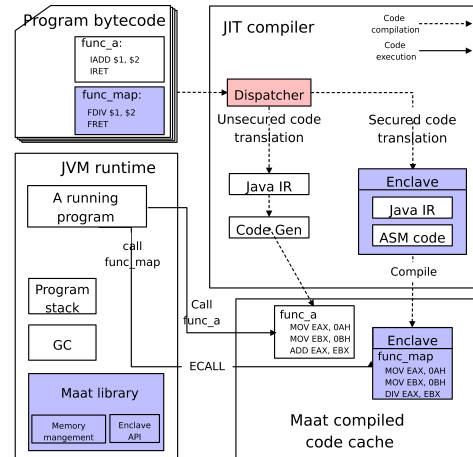 Program bytecode
func_a:
IADD $1, $2
IRET
func_map:
FDIV $1, $2
FRET
JIT compiler
Code
compilation
Code
execution
Dispatcher
Unsecured code
translation
Secured code
translation
Java IR
Code Gen
Enclave
Java IR
ASM code
Compile
JVM runtime
A running
program
call
func_map
Program
stack
GC
Call
func_a
ECALL
Maat library
Memory
mangement
Enclave
API
func_a
MOV EAX, 0AH
MOV EBX, 0BH
ADD EAX, EBX
Enclave
func_map
MOV EAX, 0AH
MOV EBX, 0BH
DIV EAX, EBX
Maat compiled
code cache